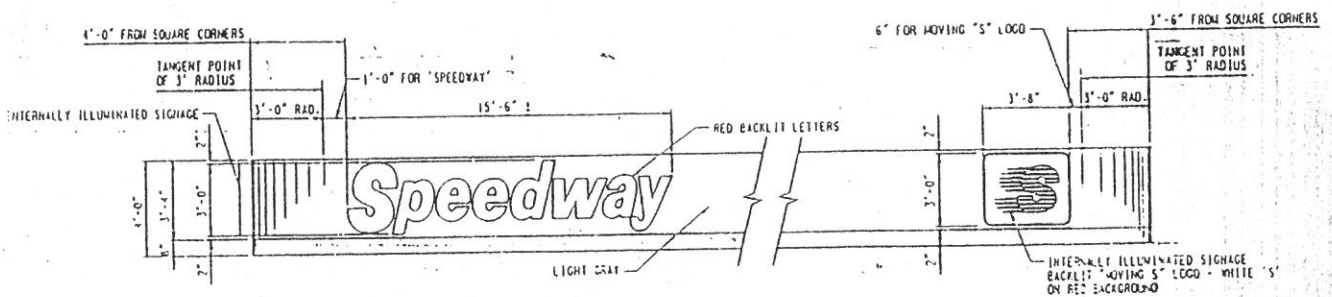 4'-0" FROM SQUARE CORNERS
TANGENT POINT
OF 3' RADIUS
3'-0" RAD.
1'-0" FOR 'SPEEDWAY'
15'-6" ±
INTERNALLY ILLUMINATED SIGNAGE
RED BACKLIT LETTERS
6" FOR MOVING "S" LOGO
3'-6" FROM SQUARE CORNERS
TANGENT POINT
OF 3' RADIUS
3'-8"
3'-0" RAD.
2"
4'-0"
3'-4"
3'-0"
8"
2"
Speedway
LIGHT GRAY
2"
3'-0"
2"
S
INTERNALLY ILLUMINATED SIGNAGE
BACKLIT "MOVING S" LOGO - WHITE 'S'
ON RED BACKGROUND